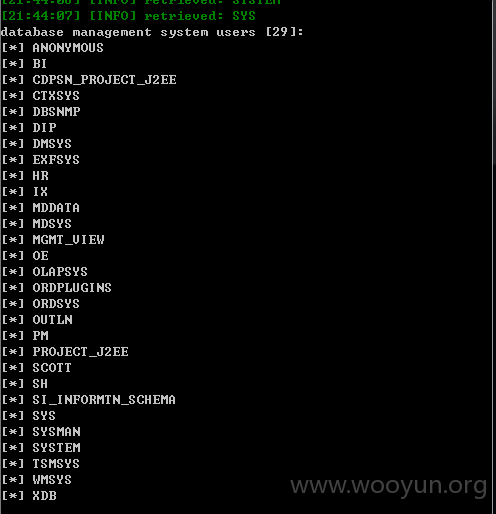 [21:44:06] [INFO] retrieved: SYSTEM
[21:44:07] [INFO] retrieved: SYS
database management system users [29]:
[*] ANONYMOUS
[*] BI
[*] CDPSN_PROJECT_J2EE
[*] CTXSYS
[*] DBSNMP
[*] DIP
[*] DMSYS
[*] EXFSYS
[*] HR
[*] IX
[*] MDDATA
[*] MDSYS
[*] MGMT_VIEW
[*] OE
[*] OLAPSYS
[*] ORDPLUGINS
[*] ORDSYS
[*] OUTLN
[*] PM
[*] PROJECT_J2EE
[*] SCOTT
[*] SH
[*] SI_INFORMTN_SCHEMA
[*] SYS
[*] SYSMAN
[*] SYSTEM
[*] TSMSYS
[*] WMSYS
[*] XDB
www.wooyun.org